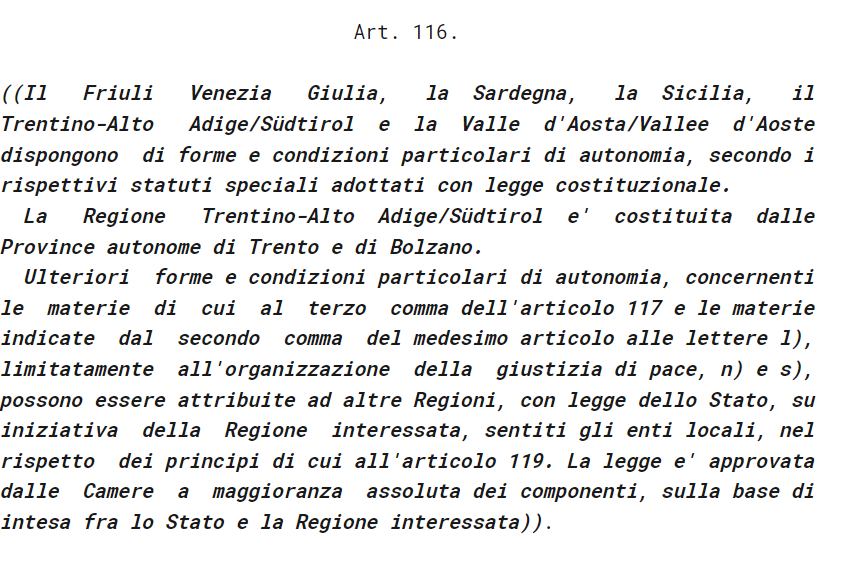 Art. 116.
((Il Friuli Venezia Giulia, la Sardegna, la Sicilia, il
Trentino-Alto Adige/Südtirol e la Valle d'Aosta/Vallee d'Aoste
dispongono di forme e condizioni particolari di autonomia, secondo i
rispettivi statuti speciali adottati con legge costituzionale.
La Regione Trentino-Alto Adige/Südtirol e' costituita dalle
Province autonome di Trento e di Bolzano.
Ulteriori forme e condizioni particolari di autonomia, concernenti
le materie di cui al terzo comma dell'articolo 117 e le materie
indicate dal secondo comma del medesimo articolo alle lettere l),
limitatamente all'organizzazione della giustizia di pace, n) e s),
possono essere attribuite ad altre Regioni, con legge dello Stato, su
iniziativa della Regione interessata, sentiti gli enti locali, nel
rispetto dei principi di cui all'articolo 119. La legge e' approvata
dalle Camere a maggioranza assoluta dei componenti, sulla base di
intesa fra lo Stato e la Regione interessata)).